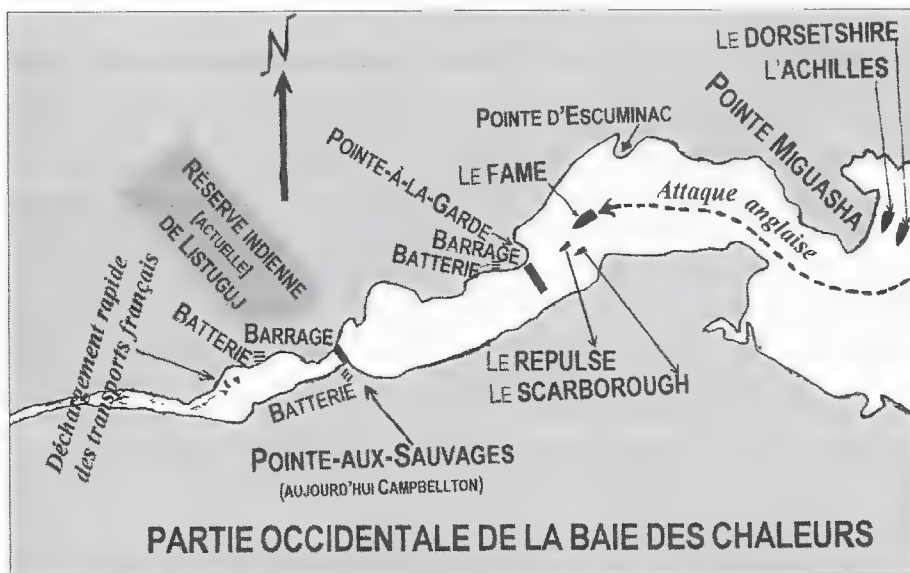 N
LE DORSETSHIRE
L'ACHILLES
POINTE MIGUASHA
POINTE D'ESCUMINAC
POINTE-À-LA-GARDE
LE FAME
Attaque anglaise
BARRAGE
BATTERIE
RÉSERVE INDIENNE
[ACTUELLE]
DE LISTUGUJ
Déchargement rapide
des transports français
BATTERIE
BARRAGE
BATTERIE
LE REPULSE
LE SCARBOROUGH
POINTE-AUX-SAUVAGES
(AUJOURD'HUI CAMPBELLTON)
PARTIE OCCIDENTALE DE LA BAIE DES CHALEURS